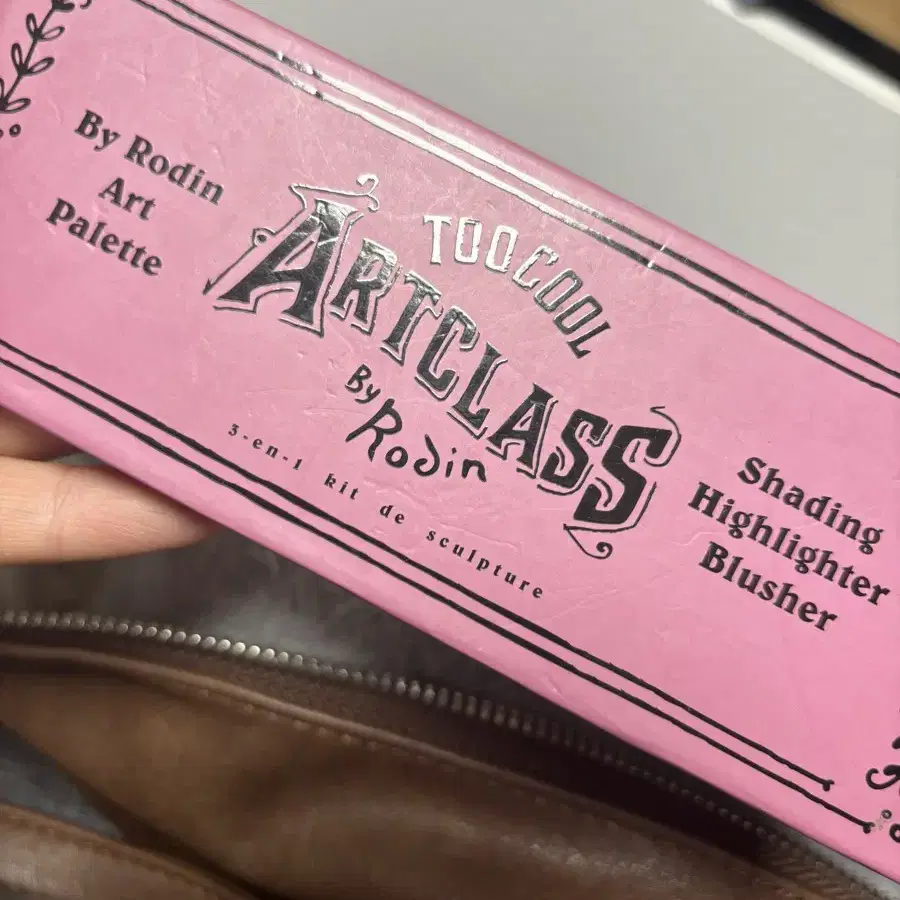 By Rodin
Art
Palette
TOOCOOL
ARTCLASS
By
Rodin
3-en-1 kit de sculpture
Shading
Highlighter
Blusher